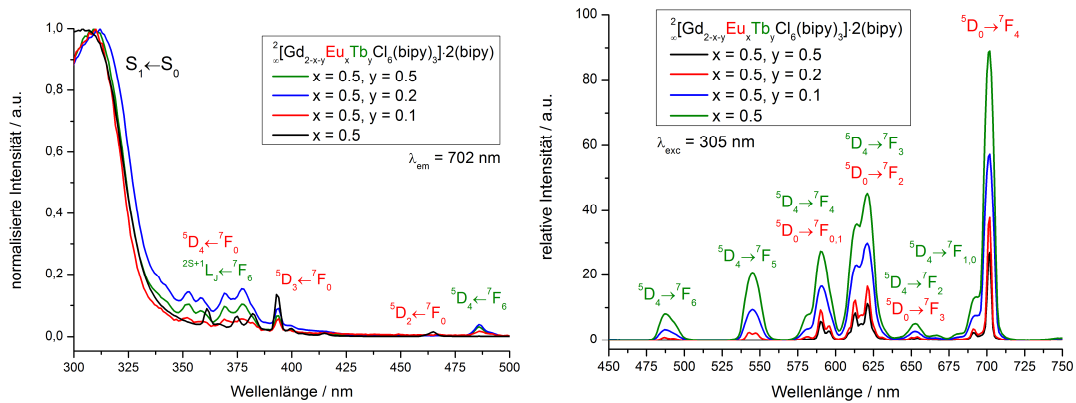 1,0
0,8
0,6
0,4
0,2
0,0
normalisierte Intensität / a.u.
S₁←S₀
²∞[Gd₂₋ₓ₋ᵧEuₓTbᵧCl₆(bipy)₃]·2(bipy)
x = 0.5, y = 0.5
x = 0.5, y = 0.2
x = 0.5, y = 0.1
x = 0.5
λem = 702 nm
⁵D₄←⁷F₀
²ˢ⁺¹LJ←⁷F₆
⁵D₃←⁷F₀
⁵D₂←⁷F₀
⁵D₄←⁷F₆
300 325 350 375 400 425 450 475 500
Wellenlänge / nm
100
80
60
40
20
0
relative Intensität / a.u.
²∞[Gd₂₋ₓ₋ᵧEuₓTbᵧCl₆(bipy)₃]·2(bipy)
x = 0.5, y = 0.5
x = 0.5, y = 0.2
x = 0.5, y = 0.1
x = 0.5
λexc = 305 nm
⁵D₀→⁷F₄
⁵D₄→⁷F₃
⁵D₀→⁷F₂
⁵D₄→⁷F₄
⁵D₀→⁷F₀,₁
⁵D₄→⁷F₅
⁵D₄→⁷F₆
⁵D₄→⁷F₁,₀
⁵D₄→⁷F₂
⁵D₀→⁷F₃
450 475 500 525 550 575 600 625 650 675 700 725 750
Wellenlänge / nm